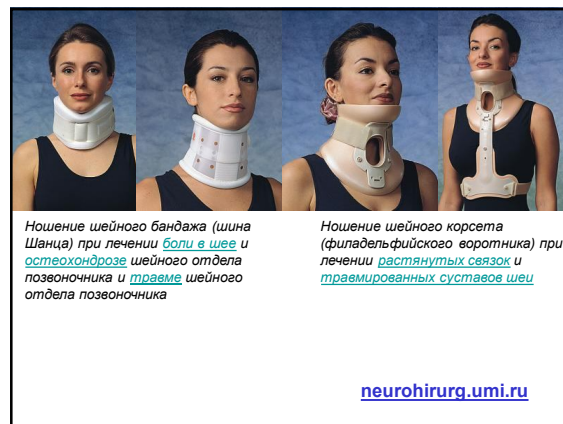 Ношение шейного бандажа (шина
Шанца) при лечении боли в шее и
остеохондрозе шейного отдела
позвоночника и травме шейного
отдела позвоночника
Ношение шейного корсета
(филадельфийского воротника) при
лечении растянутых связок и
травмированных суставов шеи
neurohirurg.umi.ru